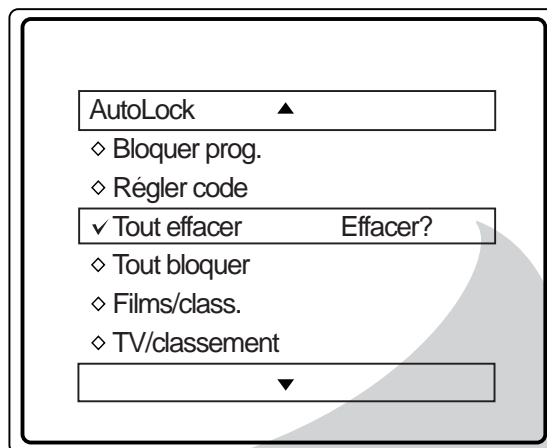 AutoLock ▲
◇ Bloquer prog.
◇ Régler code
✓ Tout effacer Effacer?
◇ Tout bloquer
◇ Films/class.
◇ TV/classement
▼